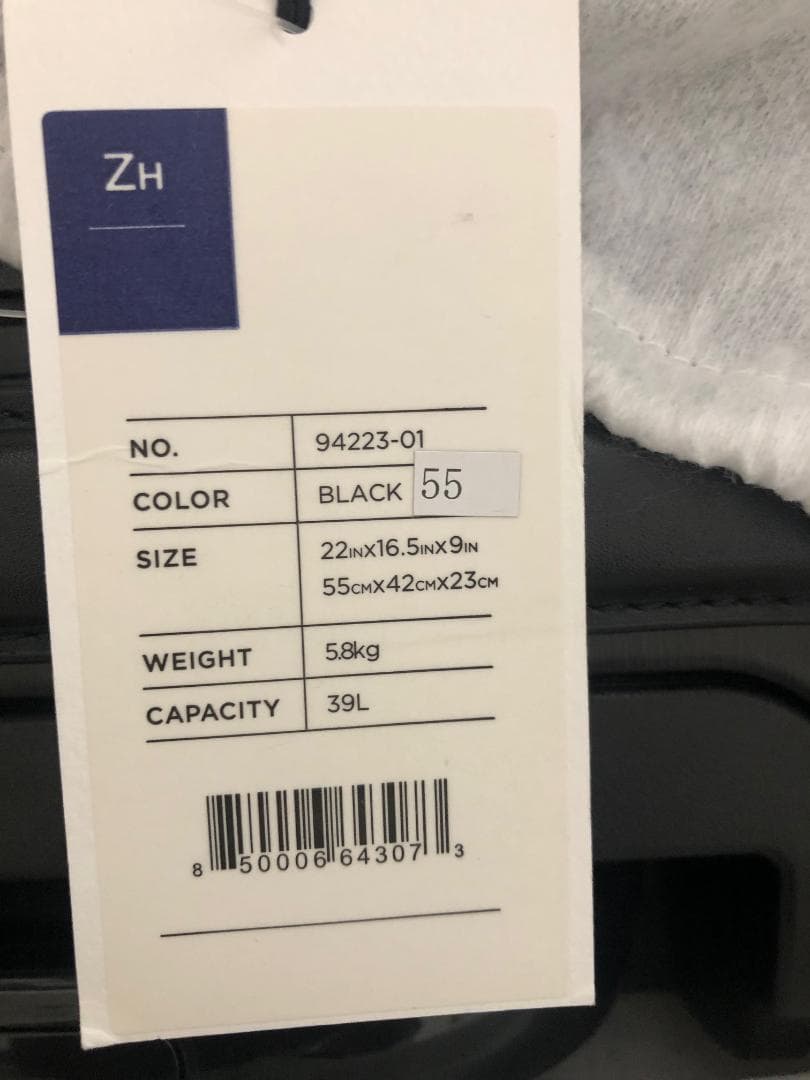 ZH
NO. 94223-01
COLOR BLACK 55
SIZE 22INX16.5INX9IN
55CMX42CMX23CM
WEIGHT 5.8kg
CAPACITY 39L
8 50006 64307 3